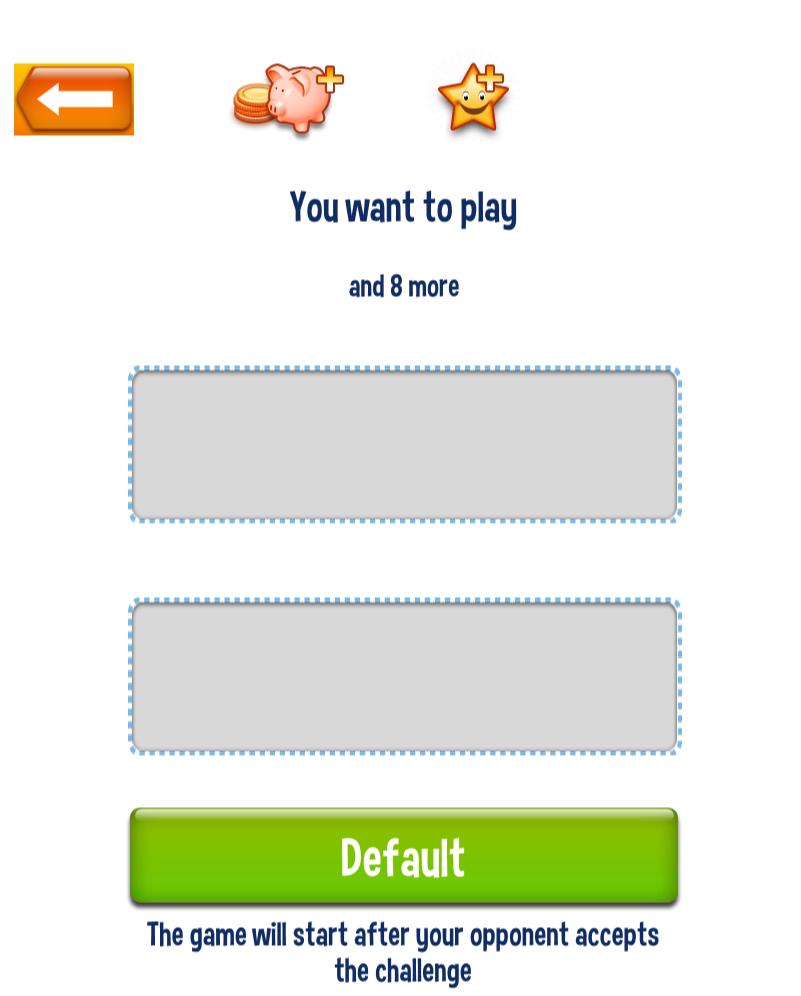 You want to play
and 8 more
Default
The game will start after your opponent accepts
the challenge